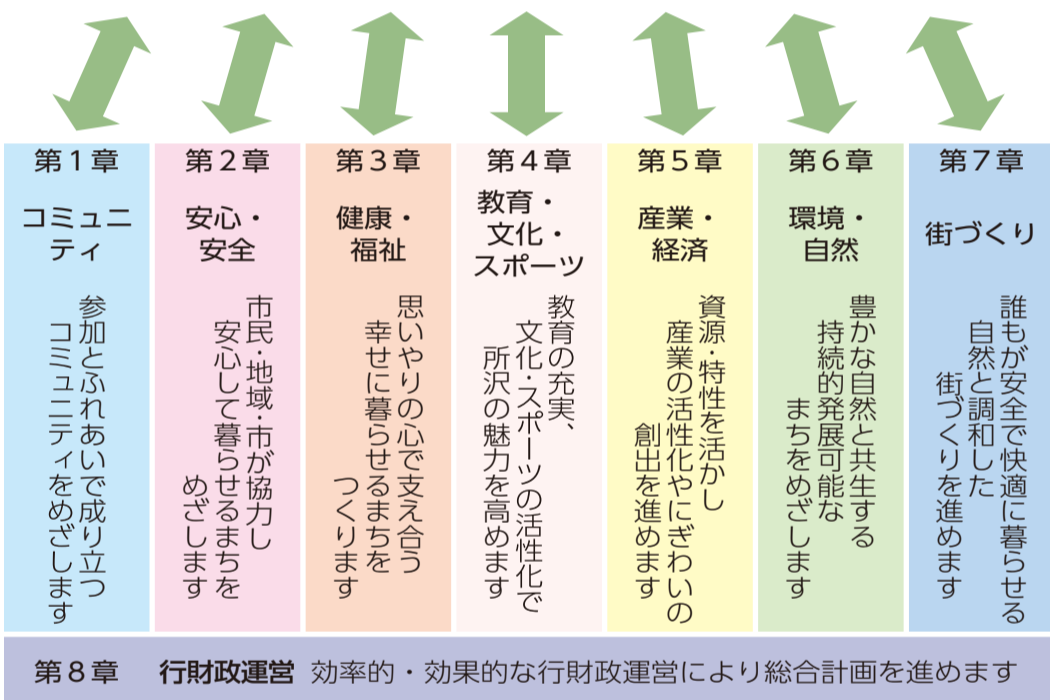 第１章
コミュニ
ティ
参加とふれあいで成り立つ
コミュニティをめざします
第２章
安心・
安全
市民・地域・市が協力し
安心して暮らせるまちを
めざします
第３章
健康・
福祉
思いやりの心で支え合う
幸せに暮らせるまちを
つくります
第４章
教育・
文化・
スポーツ
教育の充実、
文化・スポーツの活性化で
所沢の魅力を高めます
第５章
産業・
経済
資源・特性を活かし
産業の活性化やにぎわいの
創出を進めます
第６章
環境・
自然
豊かな自然と共生する
持続的発展可能な
まちをめざします
第７章
街づくり
誰もが安全で快適に暮らせる
自然と調和した
街づくりを進めます
第８章　行財政運営　効率的・効果的な行財政運営により総合計画を進めます